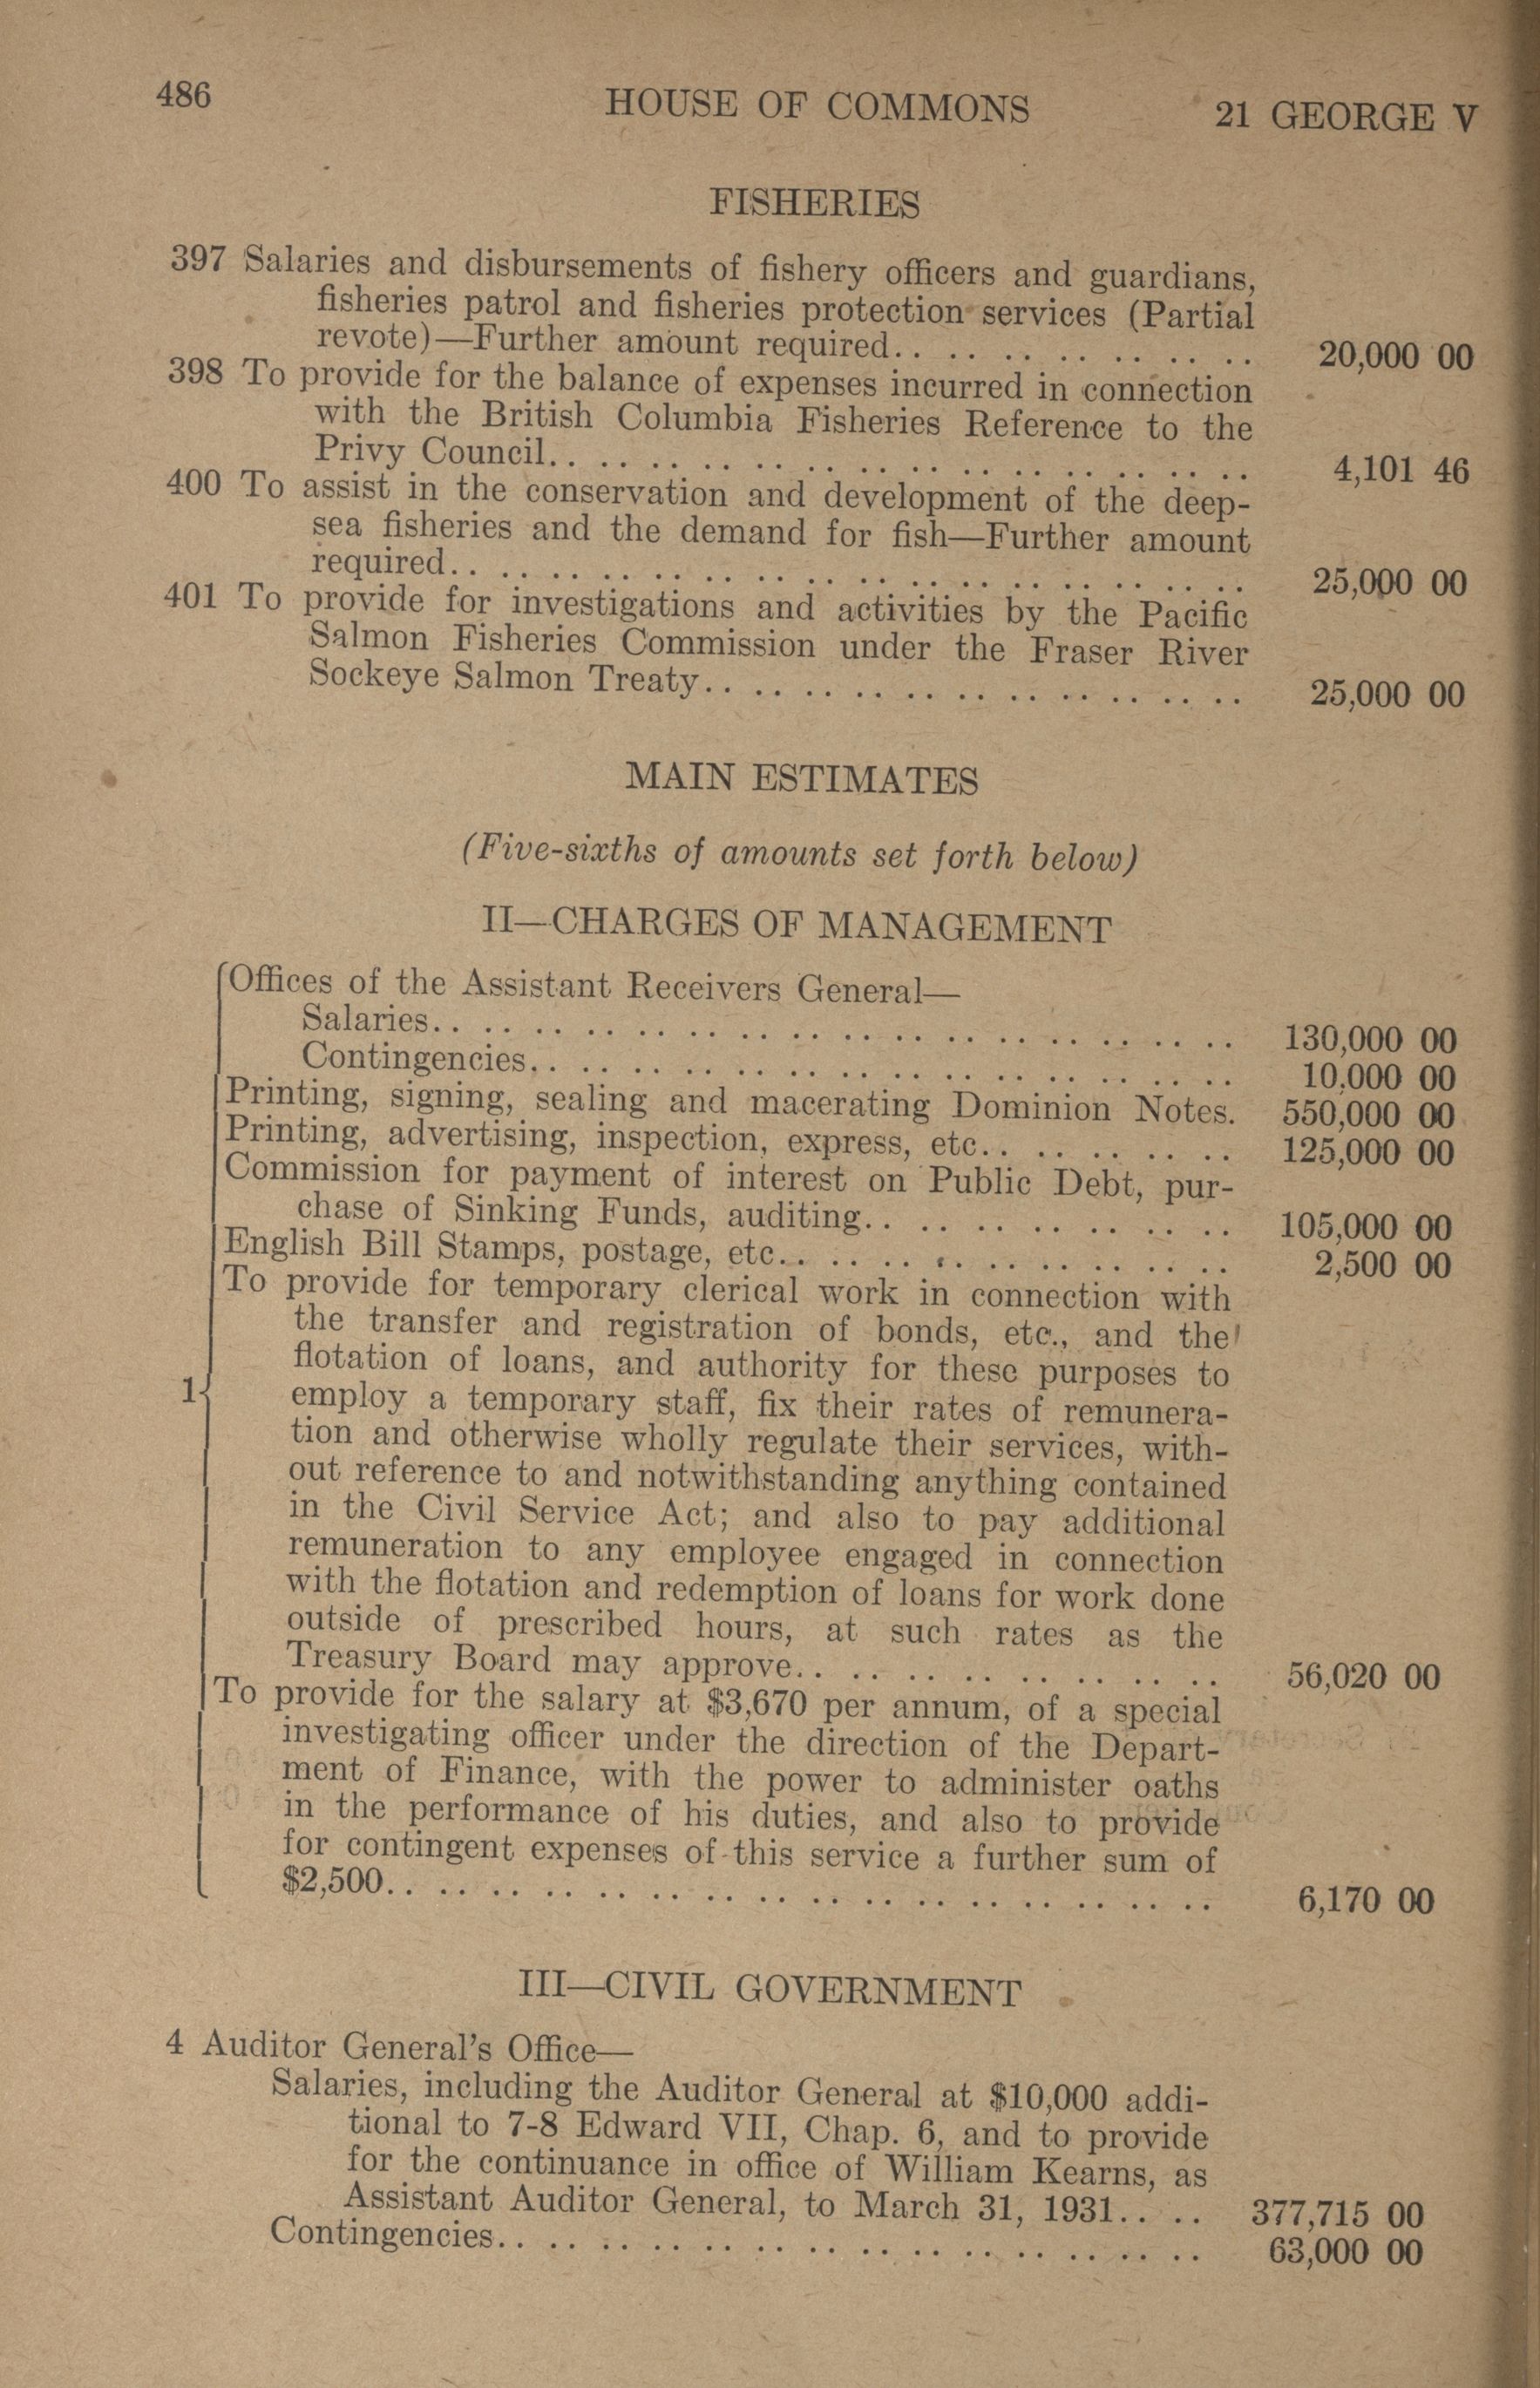 486 HOUSE OF COMMONS 21 GEORGE V
FISHERIES
397 Salaries and disbursements of fishery officers and guardians,
fisheries patrol and fisheries protection services (Partial
revote)—Further amount required.. .. .. .. .. .. .. 20,000 00
398 To provide for the balance of expenses incurred in connection
with the British Columbia Fisheries Reference to the
Privy Council.. .. .. .. .. .. .. .. .. .. .. .. .. .. 4,101 46
400 To assist in the conservation and development of the deep-
sea fisheries and the demand for fish—Further amount
required.. .. .. .. .. .. .. .. .. .. .. .. .. .. .. .. 25,000 00
401 To provide for investigations and activities by the Pacific
Salmon Fisheries Commission under the Fraser River
Sockeye Salmon Treaty.. .. .. .. .. .. .. .. .. .. .. 25,000 00
MAIN ESTIMATES
(Five-sixths of amounts set forth below)
II—CHARGES OF MANAGEMENT
Offices of the Assistant Receivers General—
Salaries.. .. .. .. .. .. .. .. .. .. .. .. .. .. .. .. 130,000 00
Contingencies.. .. .. .. .. .. .. .. .. .. .. .. .. .. 10,000 00
Printing, signing, sealing and macerating Dominion Notes. 550,000 00
Printing, advertising, inspection, express, etc.. .. .. .. .. 125,000 00
Commission for payment of interest on Public Debt, pur-
chase of Sinking Funds, auditing.. .. .. .. .. .. .. .. 105,000 00
English Bill Stamps, postage, etc.. .. .. .. .. .. .. .. .. 2,500 00
To provide for temporary clerical work in connection with
the transfer and registration of bonds, etc., and the
flotation of loans, and authority for these purposes to
1 employ a temporary staff, fix their rates of remunera-
tion and otherwise wholly regulate their services, with-
out reference to and notwithstanding anything contained
in the Civil Service Act; and also to pay additional
remuneration to any employee engaged in connection
with the flotation and redemption of loans for work done
outside of prescribed hours, at such rates as the
Treasury Board may approve.. .. .. .. .. .. .. .. .. 56,020 00
To provide for the salary at $3,670 per annum, of a special
investigating officer under the direction of the Depart-
ment of Finance, with the power to administer oaths
in the performance of his duties, and also to provide
for contingent expenses of this service a further sum of
$2,500.. .. .. .. .. .. .. .. .. .. .. .. .. .. .. .. 6,170 00
III—CIVIL GOVERNMENT
4 Auditor General's Office—
Salaries, including the Auditor General at $10,000 addi-
tional to 7-8 Edward VII, Chap. 6, and to provide
for the continuance in office of William Kearns, as
Assistant Auditor General, to March 31, 1931.. .. 377,715 00
Contingencies.. .. .. .. .. .. .. .. .. .. .. .. .. .. 63,000 00